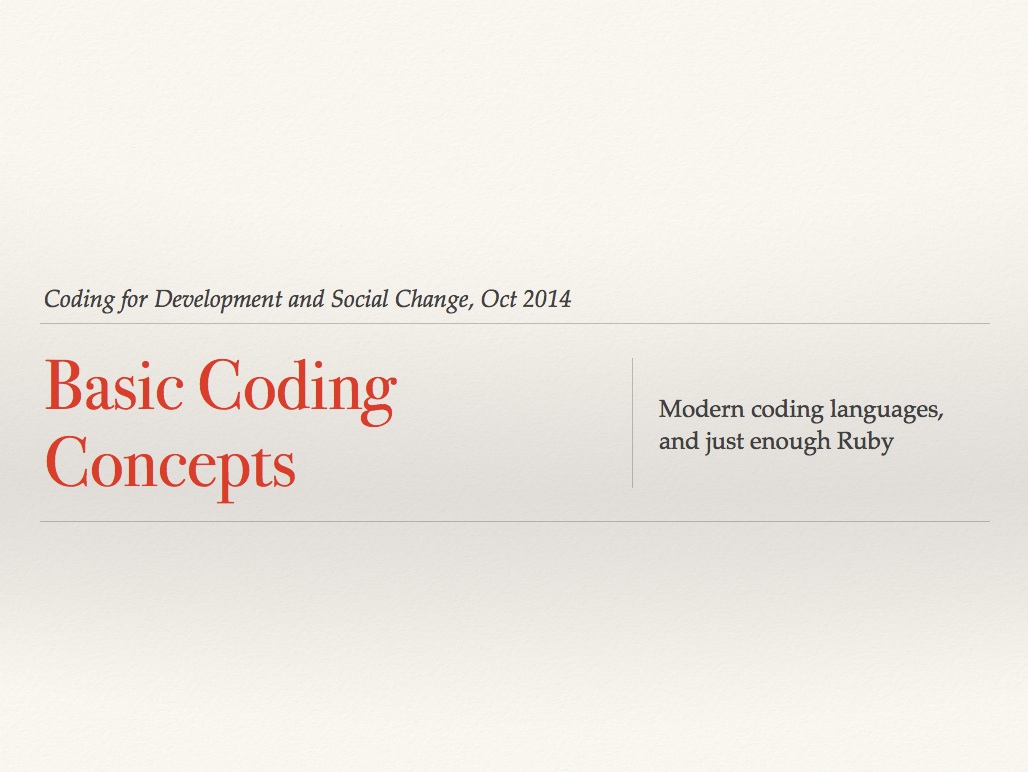 Coding for Development and Social Change, Oct 2014
Basic Coding
Concepts
Modern coding languages,
and just enough Ruby